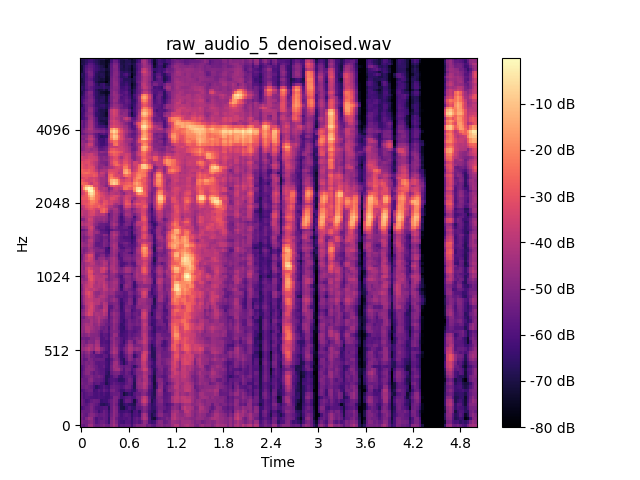 raw_audio_5_denoised.wav
Hz
4096
2048
1024
512
0
0 0.6 1.2 1.8 2.4 3 3.6 4.2 4.8
Time
-10 dB
-20 dB
-30 dB
-40 dB
-50 dB
-60 dB
-70 dB
-80 dB